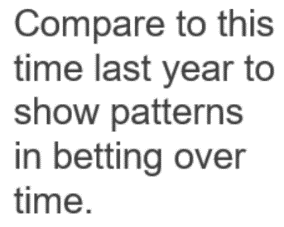 Compare to this
time last year to
show patterns
in betting over
time.